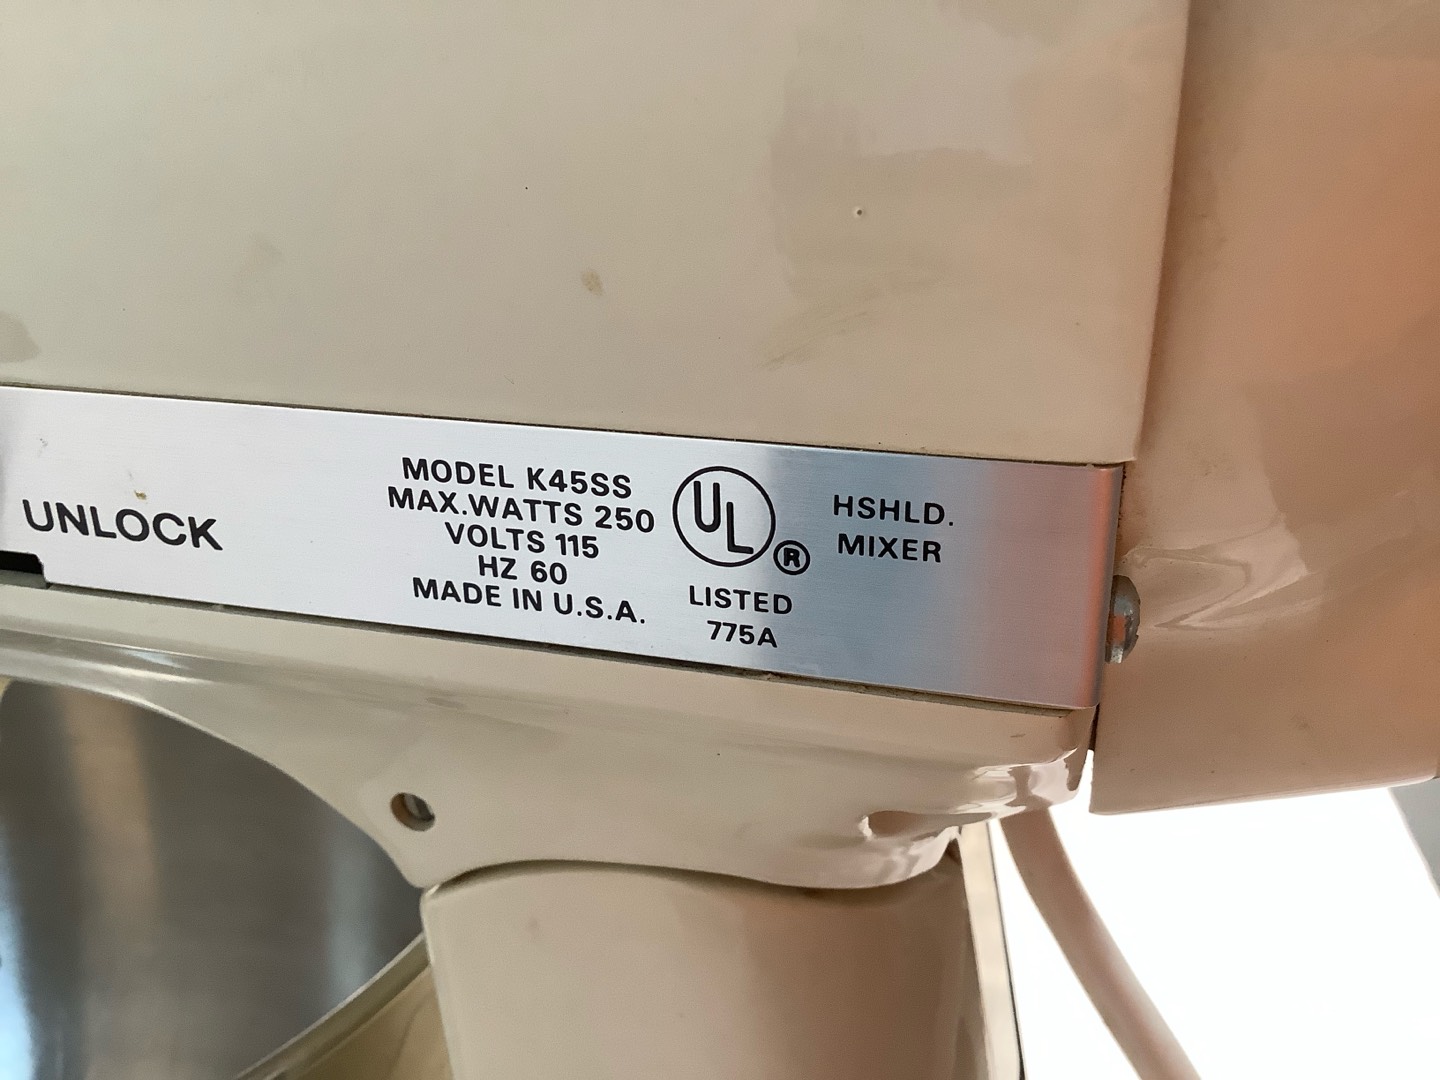 UNLOCK
MODEL K45SS
MAX.WATTS 250
VOLTS 115
HZ 60
MADE IN U.S.A.
UL ®
LISTED
775A
HSHLD.
MIXER